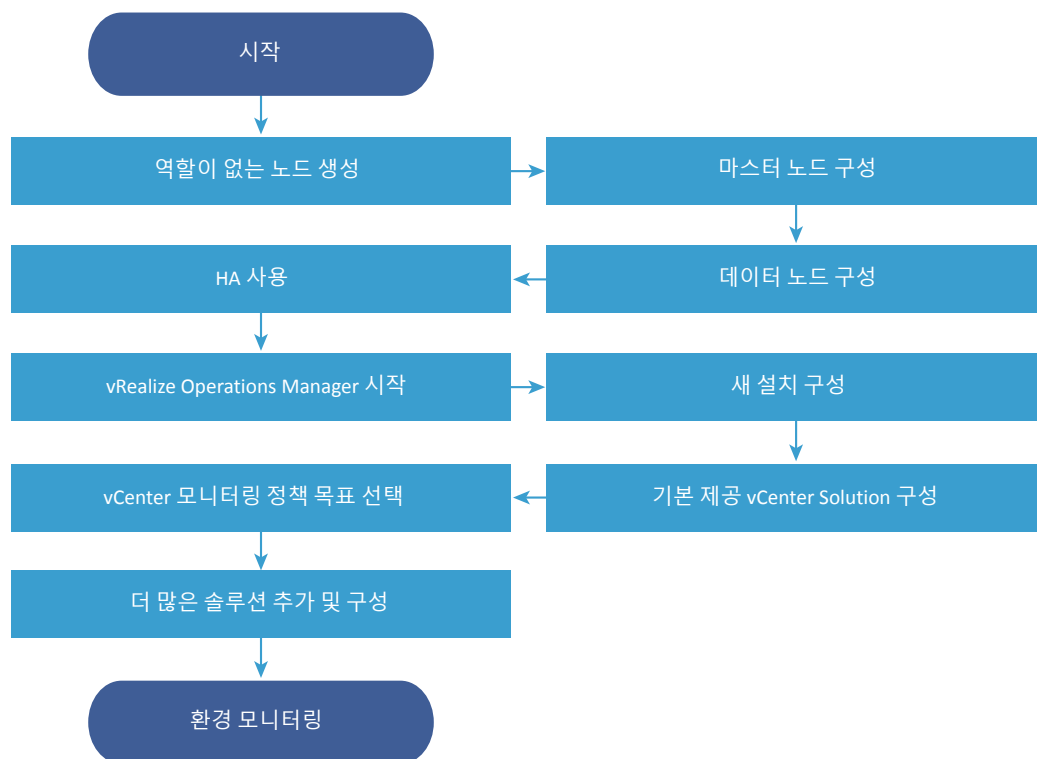 시작
역할이 없는 노드 생성
마스터 노드 구성
데이터 노드 구성
HA 사용
vRealize Operations Manager 시작
새 설치 구성
기본 제공 vCenter Solution 구성
vCenter 모니터링 정책 목표 선택
더 많은 솔루션 추가 및 구성
환경 모니터링